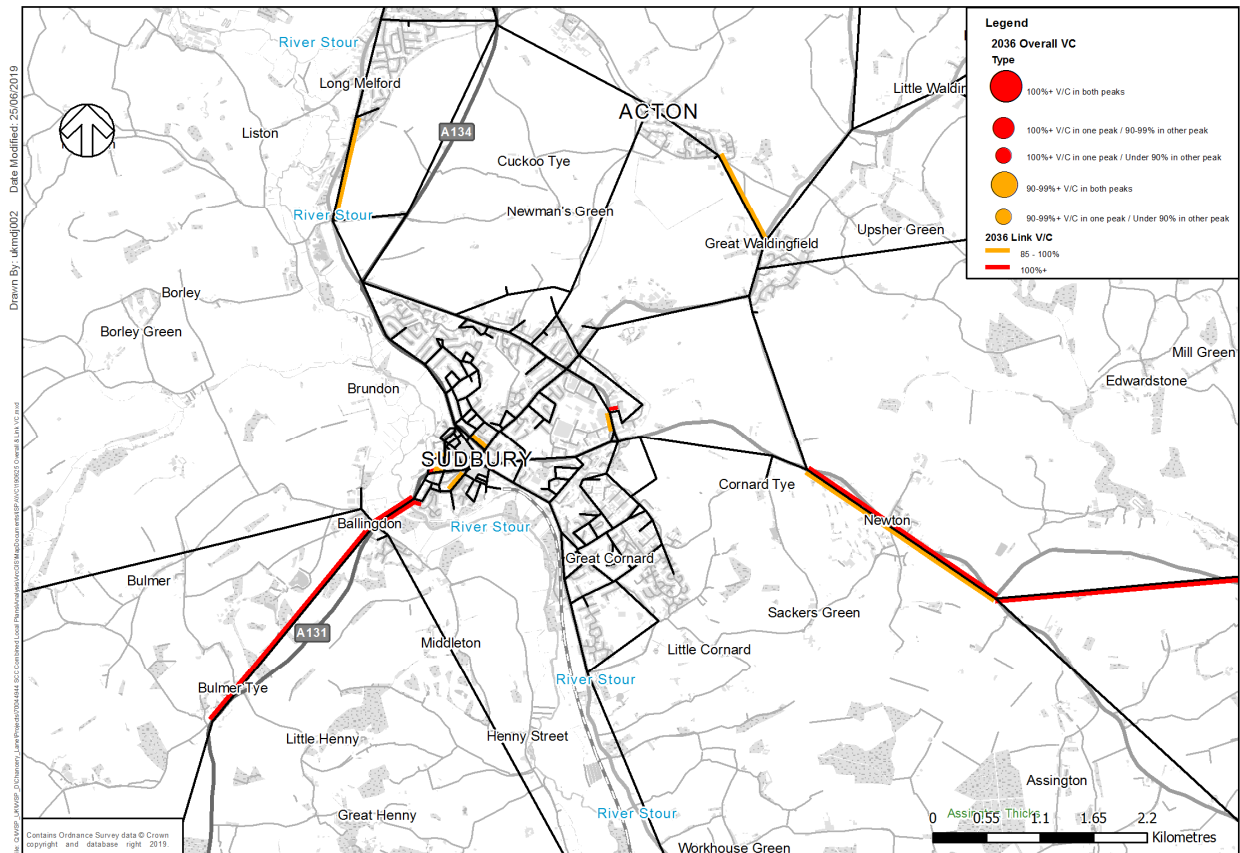 Legend
2036 Overall VC
Type
100%+ V/C in both peaks
100%+ V/C in one peak / 90-99% in other peak
100%+ V/C in one peak / Under 90% in other peak
90-99%+ V/C in both peaks
90-99%+ V/C in one peak / Under 90% in other peak
2036 Link V/C
85 - 100%
100%+
River Stour
Long Melford
Liston
A134
ACTON
Little Waldin
Cuckoo Tye
River Stour
Newman's Green
Great Waldingfield
Upsher Green
Borley
Borley Green
Brundon
Mill Green
Edwardstone
SUDBURY
Cornard Tye
Ballingdon
River Stour
Newton
Bulmer
Great Cornard
Sackers Green
A131
Middleton
Little Cornard
Bulmer Tye
River Stour
Little Henny
Henny Street
Assington
Great Henny
River Stour
Workhouse Green
0 0.55 1.1 1.65 2.2
Kilometres
Contains Ordnance Survey data © Crown
copyright and database right 2019.
Date Modified: 25/06/2019
Drawn By: ukmdj002